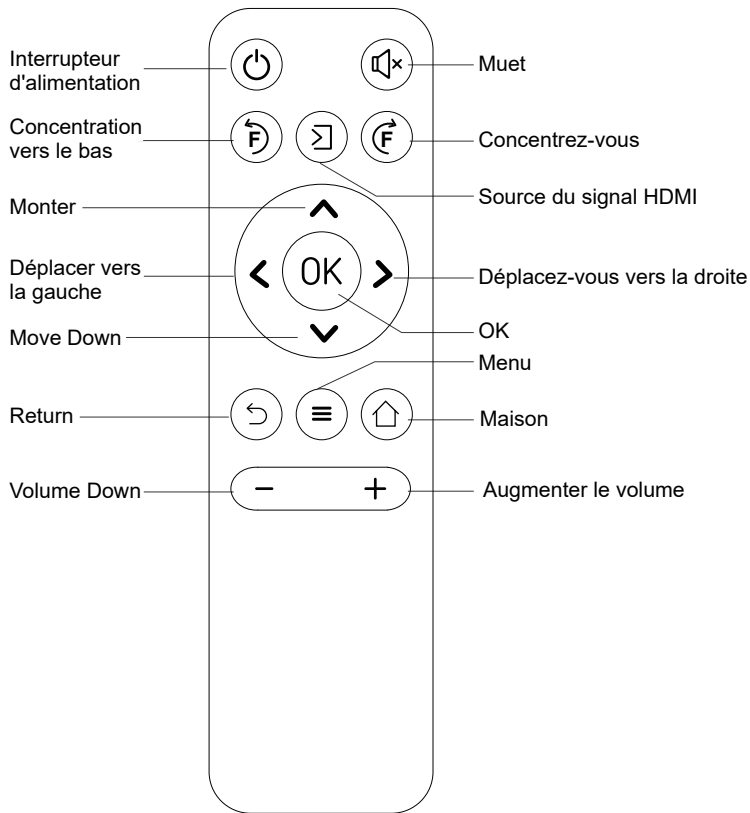 Interrupteur
d'alimentation
Muet
Concentration
vers le bas
F
F
Concentrez-vous
Source du signal HDMI
Monter
Déplacer vers
la gauche
OK
Déplacez-vous vers la droite
Move Down
OK
Menu
Return
Maison
Volume Down
Augmenter le volume